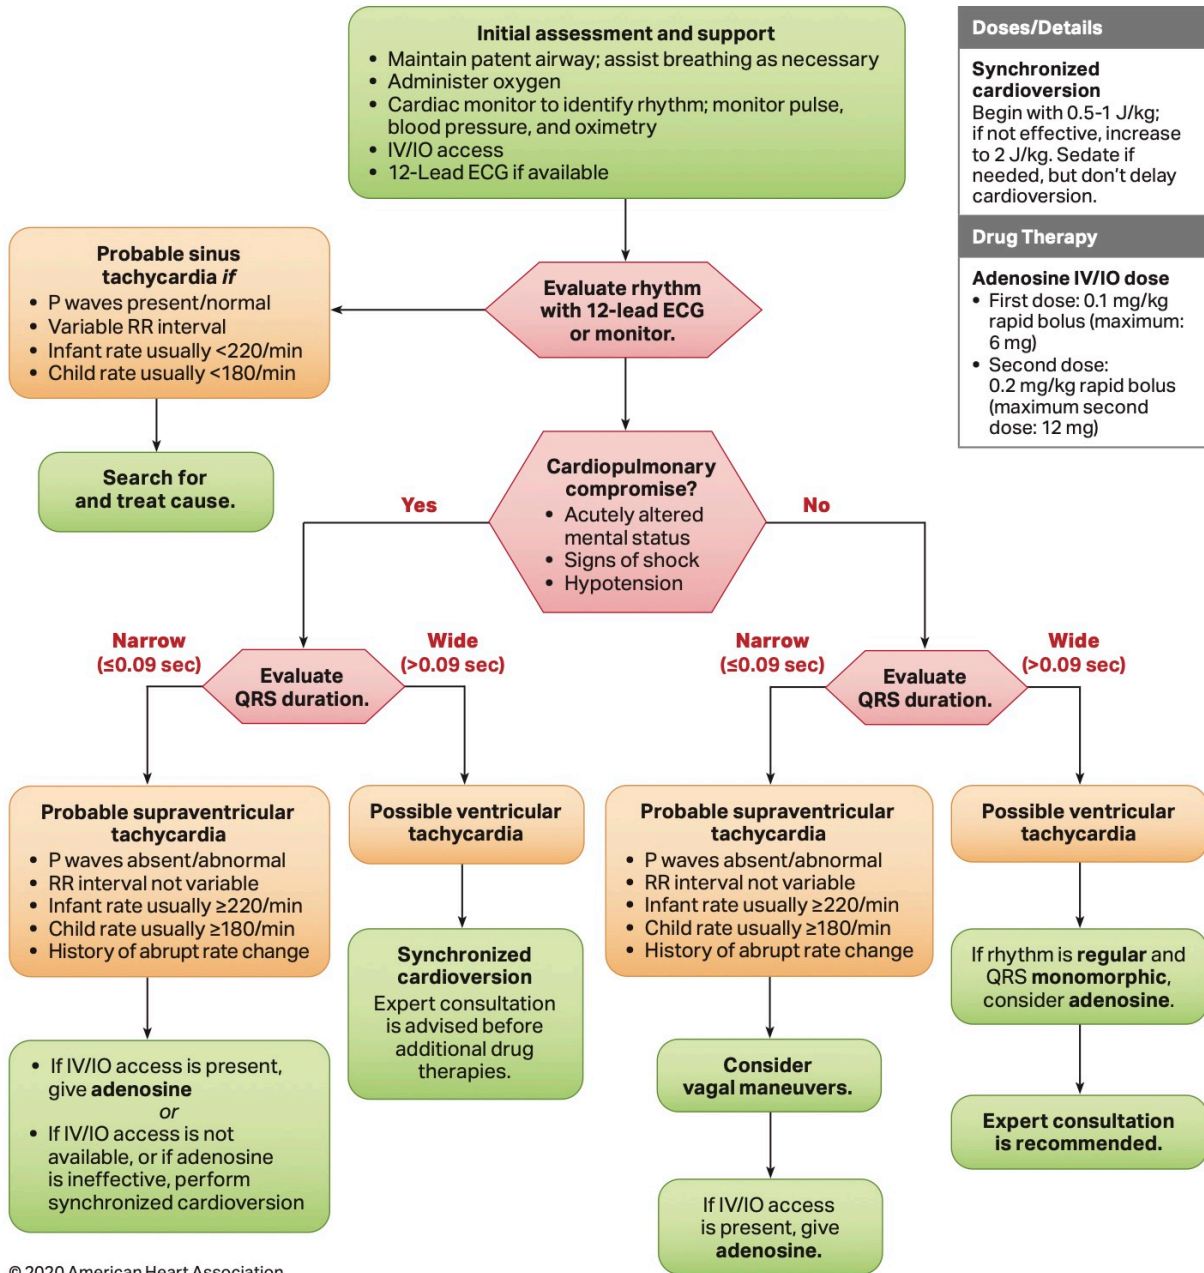 Initial assessment and support
• Maintain patent airway; assist breathing as necessary
• Administer oxygen
• Cardiac monitor to identify rhythm; monitor pulse,
blood pressure, and oximetry
• IV/IO access
• 12-Lead ECG if available
Doses/Details
Synchronized
cardioversion
Begin with 0.5-1 J/kg;
if not effective, increase
to 2 J/kg. Sedate if
needed, but don't delay
cardioversion.
Drug Therapy
Adenosine IV/IO dose
• First dose: 0.1 mg/kg
rapid bolus (maximum:
6 mg)
• Second dose:
0.2 mg/kg rapid bolus
(maximum second
dose: 12 mg)
Probable sinus
tachycardia if
• P waves present/normal
• Variable RR interval
• Infant rate usually <220/min
• Child rate usually <180/min
Evaluate rhythm
with 12-lead ECG
or monitor.
Search for
and treat cause.
Cardiopulmonary
compromise?
• Acutely altered
mental status
• Signs of shock
• Hypotension
Yes
No
Narrow
(≤0.09 sec)
Wide
(>0.09 sec)
Evaluate
QRS duration.
Narrow
(≤0.09 sec)
Wide
(>0.09 sec)
Evaluate
QRS duration.
Probable supraventricular
tachycardia
• P waves absent/abnormal
• RR interval not variable
• Infant rate usually ≥220/min
• Child rate usually ≥180/min
• History of abrupt rate change
Possible ventricular
tachycardia
Probable supraventricular
tachycardia
• P waves absent/abnormal
• RR interval not variable
• Infant rate usually ≥220/min
• Child rate usually ≥180/min
• History of abrupt rate change
Possible ventricular
tachycardia
• If IV/IO access is present,
give adenosine
or
• If IV/IO access is not
available, or if adenosine
is ineffective, perform
synchronized cardioversion
Synchronized
cardioversion
Expert consultation
is advised before
additional drug
therapies.
Consider
vagal maneuvers.
If IV/IO access
is present, give
adenosine.
If rhythm is regular and
QRS monomorphic,
consider adenosine.
Expert consultation
is recommended.
© 2020 American Heart Association